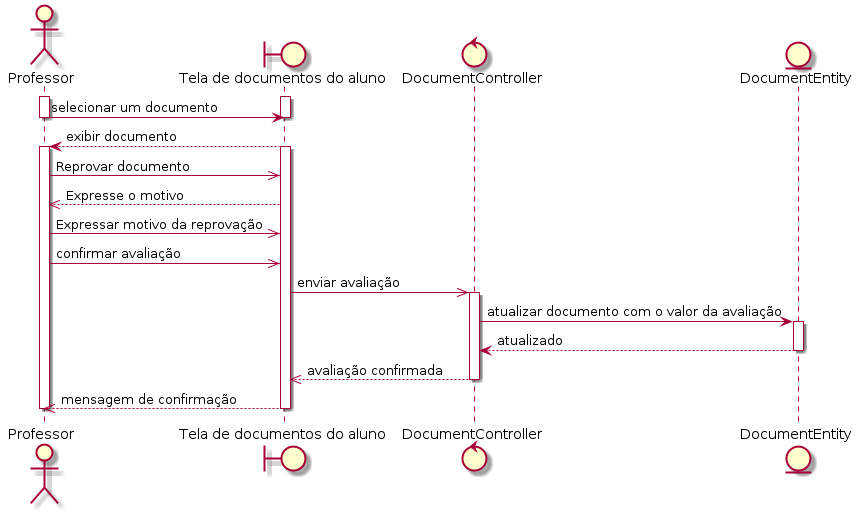 Professor
Tela de documentos do aluno
DocumentController
DocumentEntity
selecionar um documento
exibir documento
Reprovar documento
Expresse o motivo
Expressar motivo da reprovação
confirmar avaliação
enviar avaliação
atualizar documento com o valor da avaliação
atualizado
avaliação confirmada
mensagem de confirmação
Professor
Tela de documentos do aluno
DocumentController
DocumentEntity